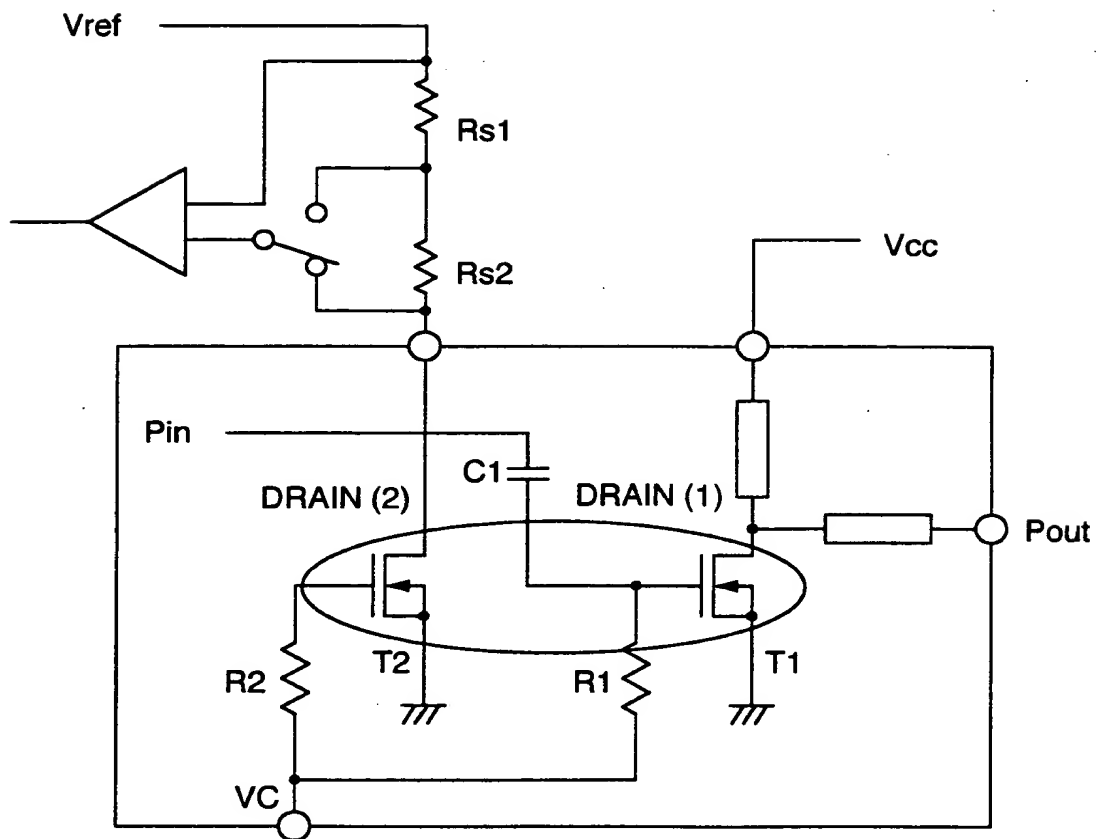 Vref
Rs1
Rs2
Vcc
Pin
C1
DRAIN (2)
DRAIN (1)
Pout
T2
R1
T1
R2
VC